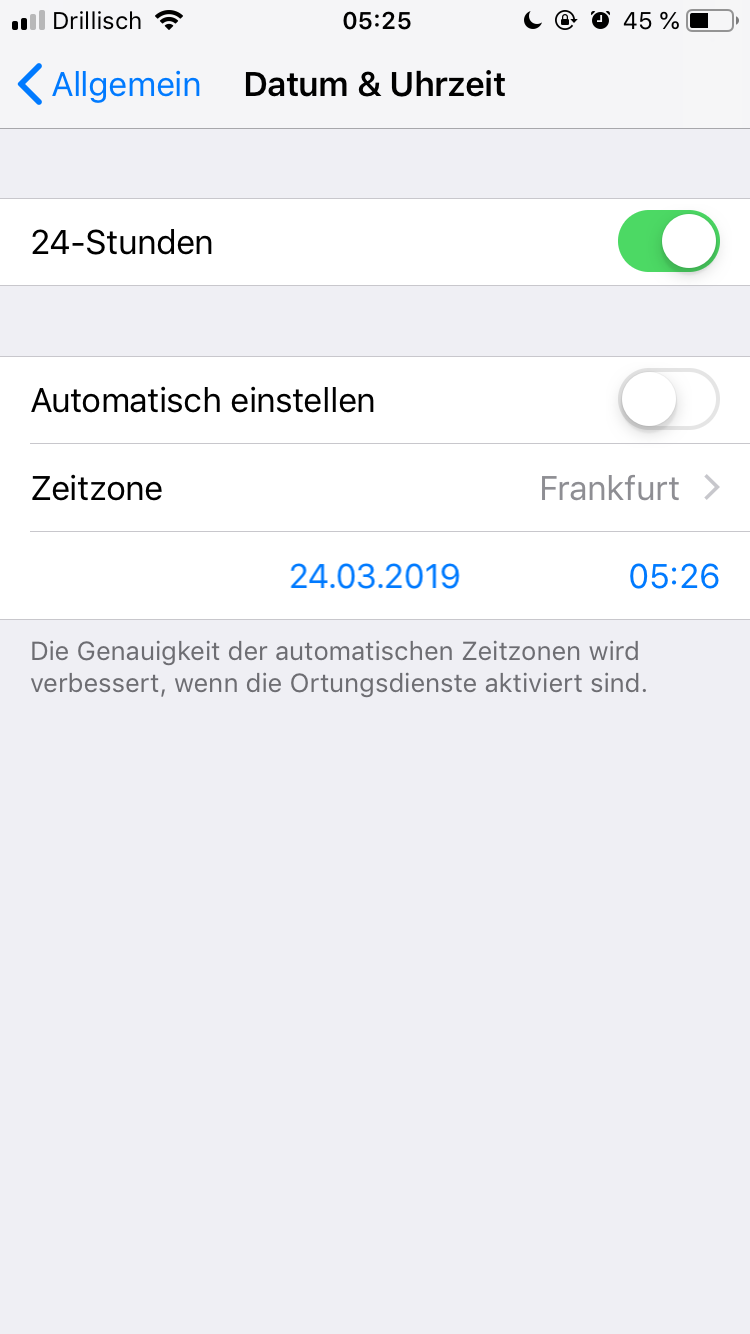 Drillisch 05:25 45 %
Allgemein Datum & Uhrzeit
24-Stunden
Automatisch einstellen
Zeitzone Frankfurt
24.03.2019 05:26
Die Genauigkeit der automatischen Zeitzonen wird
verbessert, wenn die Ortungsdienste aktiviert sind.